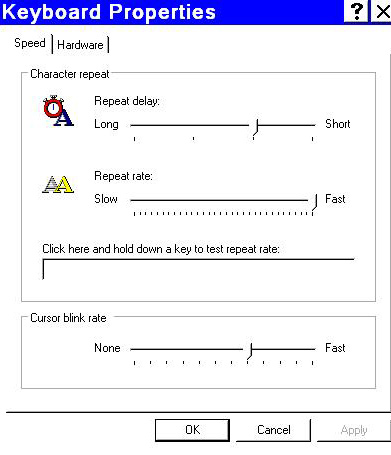 Keyboard Properties
Speed Hardware
Character repeat
Repeat delay:
Long Short
Repeat rate:
Slow Fast
Click here and hold down a key to test repeat rate:
Cursor blink rate
None Fast
OK Cancel Apply